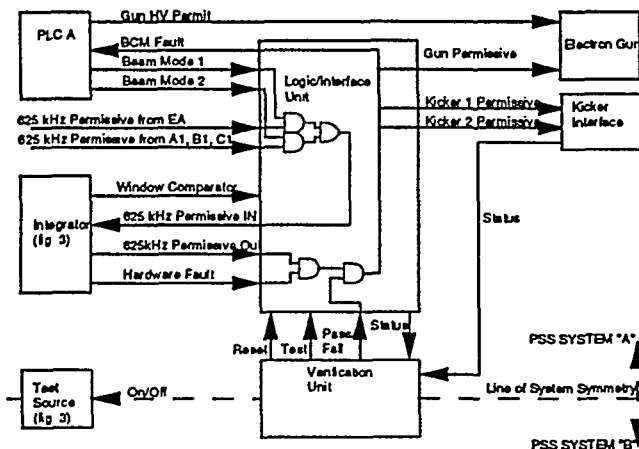 PLC A
Gun HV Permit
BCM Fault
Beam Mode 1
Beam Mode 2
Logic/Interface
Unit
Gun Permissive
Electron Gun
Kicker 1 Permissive
Kicker 2 Permissive
Kicker
Interface
625 kHz Permissive from EA
625 kHz Permissive from A1, B1, C1
Window Comparator
625 kHz Permissive IN
625kHz Permissive Out
Hardware Fault
Integrator
(fig 3)
Status
Reset
Test
Pass
Fail
Status
Verification
Unit
Test
Source
(fig 3)
On/Off
PSS SYSTEM "A"
Line of System Symmetry
PSS SYSTEM "B"